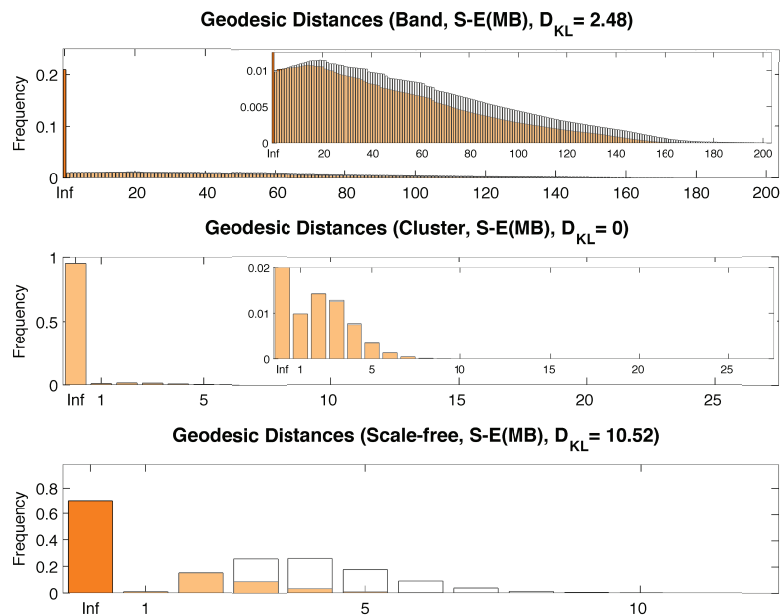 Geodesic Distances (Band, S-E(MB), D_KL= 2.48)
Frequency
0.2
0.1
0
Inf 20 40 60 80 100 120 140 160 180 200
0.01
0.005
0
Inf 20 40 60 80 100 120 140 160 180 200
Geodesic Distances (Cluster, S-E(MB), D_KL= 0)
Frequency
1
0.5
0
Inf 1 5 10 15 20 25
0.02
0.01
0
Inf 1 5 10 15 20 25
Geodesic Distances (Scale-free, S-E(MB), D_KL= 10.52)
Frequency
0.8
0.6
0.4
0.2
0
Inf 1 5 10